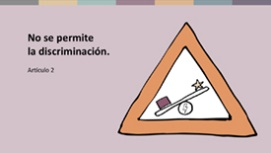 No se permite
la discriminación.
Artículo 2